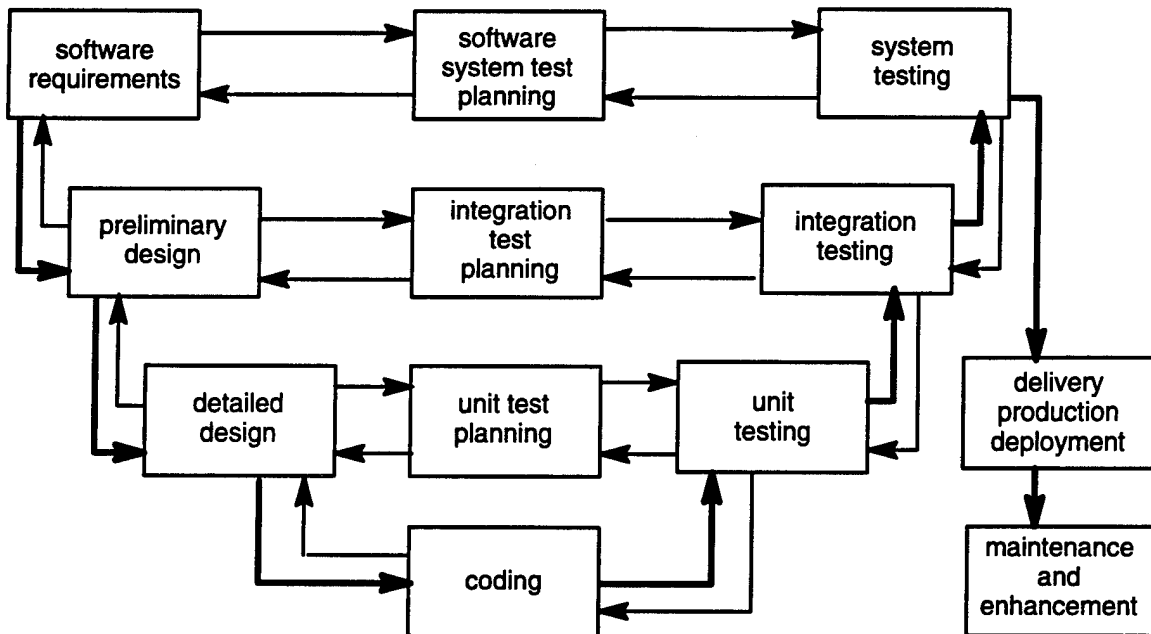 software
requirements
software
system test
planning
system
testing
preliminary
design
integration
test
planning
integration
testing
detailed
design
unit test
planning
unit
testing
delivery
production
deployment
coding
maintenance
and
enhancement